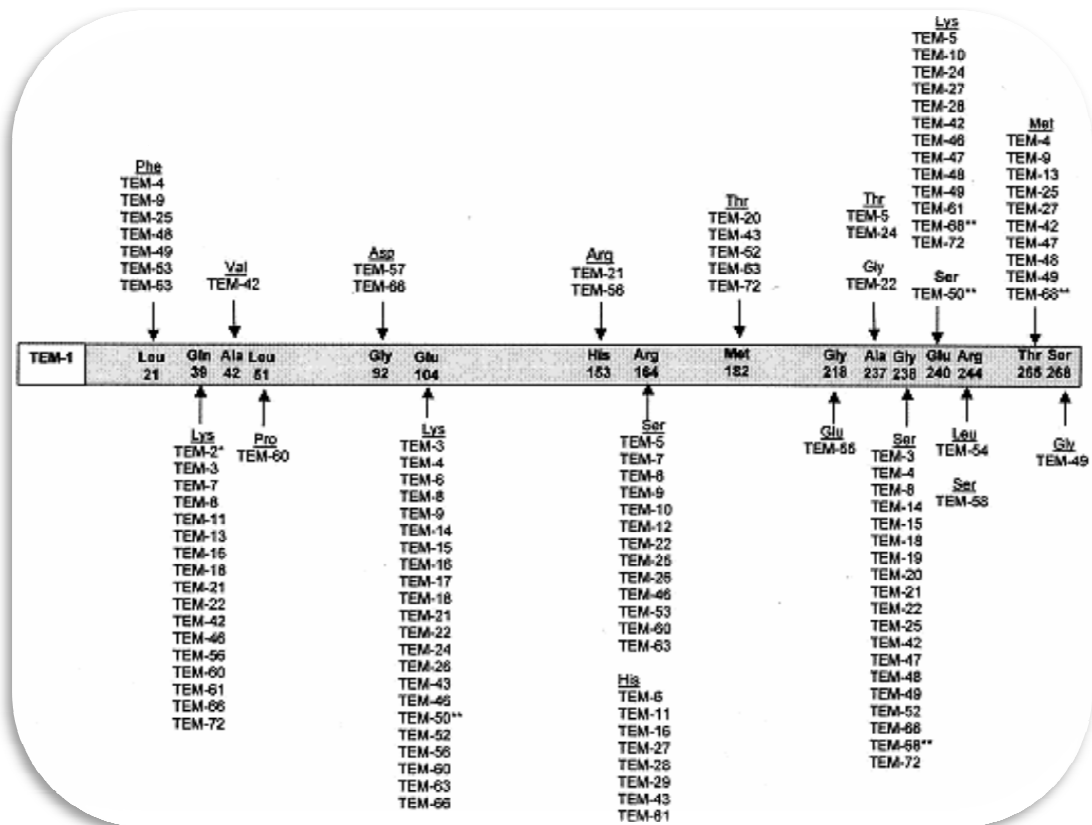 Phe
TEM-4
TEM-9
TEM-25
TEM-48
TEM-49
TEM-53
TEM-63
Val
TEM-42
Asp
TEM-57
TEM-66
Arg
TEM-21
TEM-56
Thr
TEM-20
TEM-43
TEM-52
TEM-63
TEM-72
Thr
TEM-5
TEM-24
Gly
TEM-22
Lys
TEM-5
TEM-10
TEM-24
TEM-27
TEM-28
TEM-42
TEM-46
TEM-47
TEM-48
TEM-49
TEM-61
TEM-68**
TEM-72
Ser
TEM-50**
Met
TEM-4
TEM-9
TEM-13
TEM-25
TEM-27
TEM-42
TEM-47
TEM-48
TEM-49
TEM-68**
TEM-1
Leu Gln Ala Leu Gly Glu His Arg Met Gly Ala Gly Glu Arg Thr Ser
21 39 42 51 92 104 153 164 182 218 237 238 240 244 265 268
Lys
TEM-2*
TEM-3
TEM-7
TEM-8
TEM-11
TEM-13
TEM-16
TEM-18
TEM-21
TEM-22
TEM-42
TEM-46
TEM-56
TEM-60
TEM-61
TEM-66
TEM-72
Pro
TEM-60
Lys
TEM-3
TEM-4
TEM-6
TEM-8
TEM-9
TEM-14
TEM-15
TEM-16
TEM-17
TEM-18
TEM-21
TEM-22
TEM-24
TEM-26
TEM-43
TEM-46
TEM-50**
TEM-52
TEM-56
TEM-60
TEM-63
TEM-66
Ser
TEM-5
TEM-7
TEM-8
TEM-9
TEM-10
TEM-12
TEM-22
TEM-25
TEM-26
TEM-46
TEM-53
TEM-60
TEM-63
His
TEM-6
TEM-11
TEM-16
TEM-27
TEM-28
TEM-29
TEM-43
TEM-61
Glu
TEM-55
Ser
TEM-3
TEM-4
TEM-8
TEM-14
TEM-15
TEM-18
TEM-19
TEM-20
TEM-21
TEM-22
TEM-25
TEM-42
TEM-47
TEM-48
TEM-49
TEM-52
TEM-66
TEM-68**
TEM-72
Leu
TEM-54
Ser
TEM-58
Gly
TEM-49